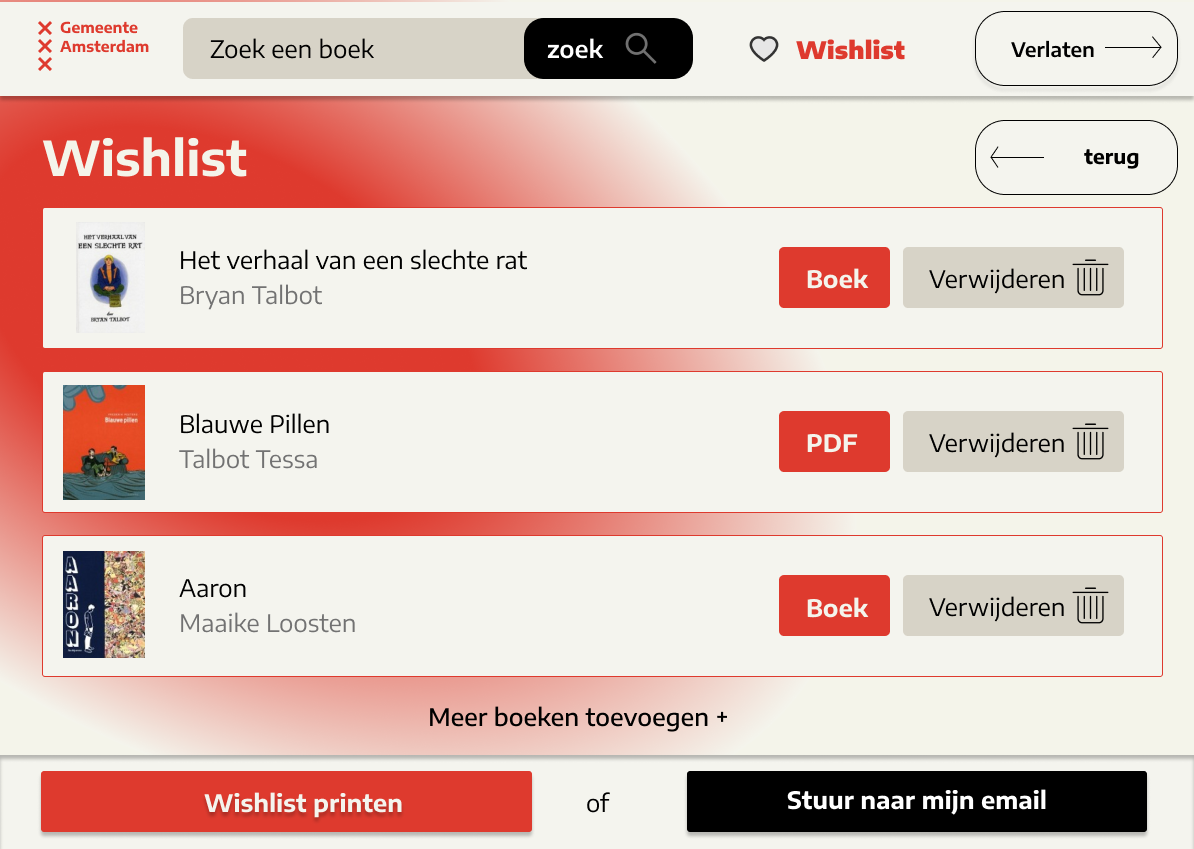 Gemeente
Amsterdam
Zoek een boek
zoek
Wishlist
Verlaten
Wishlist
terug
HET VERHAAL VAN
EEN SLECHTE RAT
door
BRYAN TALBOT
Het verhaal van een slechte rat
Bryan Talbot
Boek
Verwijderen
Blauwe pillen
Blauwe Pillen
Talbot Tessa
PDF
Verwijderen
AARON
Aaron
Maaike Loosten
Boek
Verwijderen
Meer boeken toevoegen +
Wishlist printen
of
Stuur naar mijn email